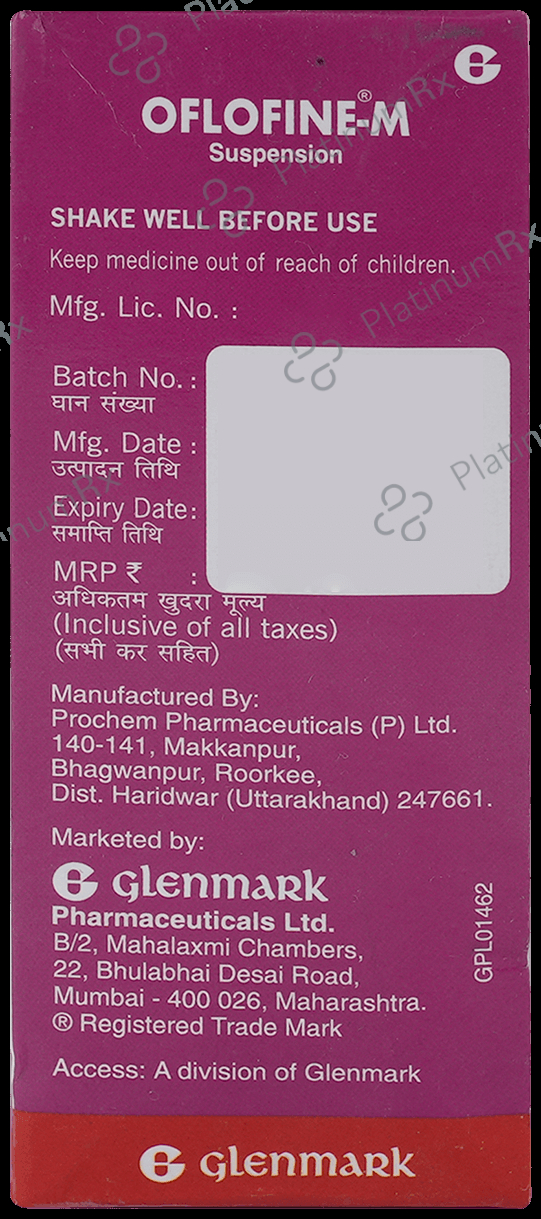 OFLOFINE®-M
Suspension
SHAKE WELL BEFORE USE
Keep medicine out of reach of children.
Mfg. Lic. No. :
Batch No. :
घान संख्या
Mfg. Date :
उत्पादन तिथि
Expiry Date:
समाप्ति तिथि
MRP ₹ :
अधिकतम खुदरा मूल्य
(Inclusive of all taxes)
(सभी कर सहित)
Manufactured By:
Prochem Pharmaceuticals (P) Ltd.
140-141, Makkanpur,
Bhagwanpur, Roorkee,
Dist. Haridwar (Uttarakhand) 247661.
Marketed by:
glenmark
Pharmaceuticals Ltd.
B/2, Mahalaxmi Chambers,
22, Bhulabhai Desai Road,
Mumbai - 400 026, Maharashtra.
® Registered Trade Mark
GPL01462
Access: A division of Glenmark
glenmark
PlatinumRx
PlatinumRx